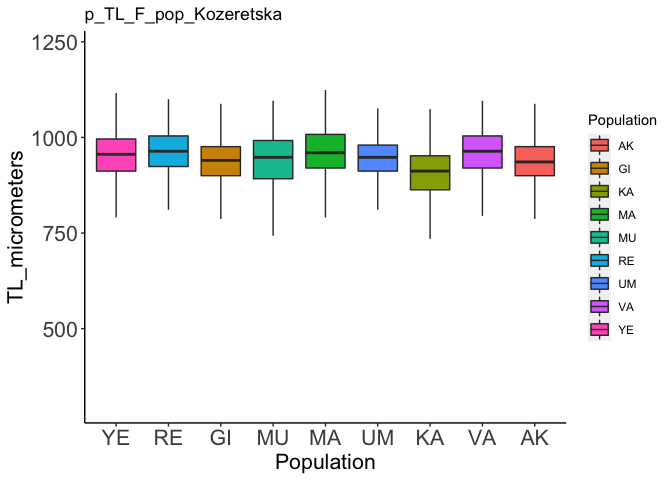 p_TL_F_pop_Kozeretska
1250
1000
750
500
TL_micrometers
YE RE GI MU MA UM KA VA AK
Population
Population
AK
GI
KA
MA
MU
RE
UM
VA
YE